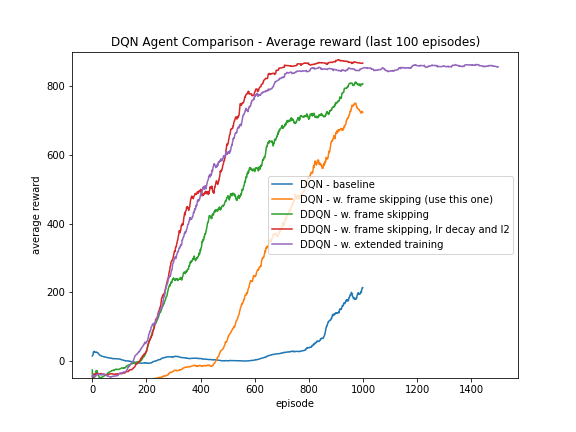 DQN Agent Comparison - Average reward (last 100 episodes)
average reward
800
600
400
200
0
DQN - baseline
DQN - w. frame skipping (use this one)
DDQN - w. frame skipping
DDQN - w. frame skipping, lr decay and l2
DDQN - w. extended training
0 200 400 600 800 1000 1200 1400
episode